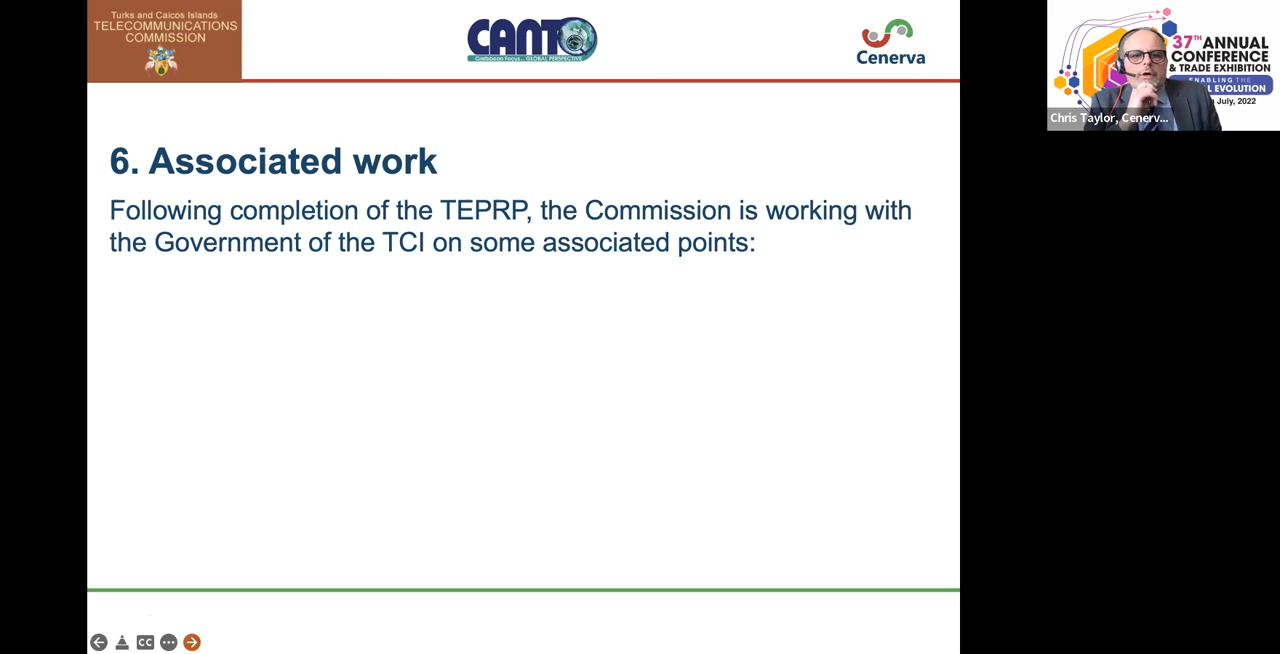 Turks and Caicos Islands
TELECOMMUNICATIONS
COMMISSION
CANTO
Caribbean Focus... GLOBAL PERSPECTIVE
Cenerva
6. Associated work
Following completion of the TEPRP, the Commission is working with
the Government of the TCI on some associated points:
CC
37TH ANNUAL
CONFERENCE
& TRADE EXHIBITION
ENABLING THE
EVOLUTION
July, 2022
Chris Taylor, Cenerv...